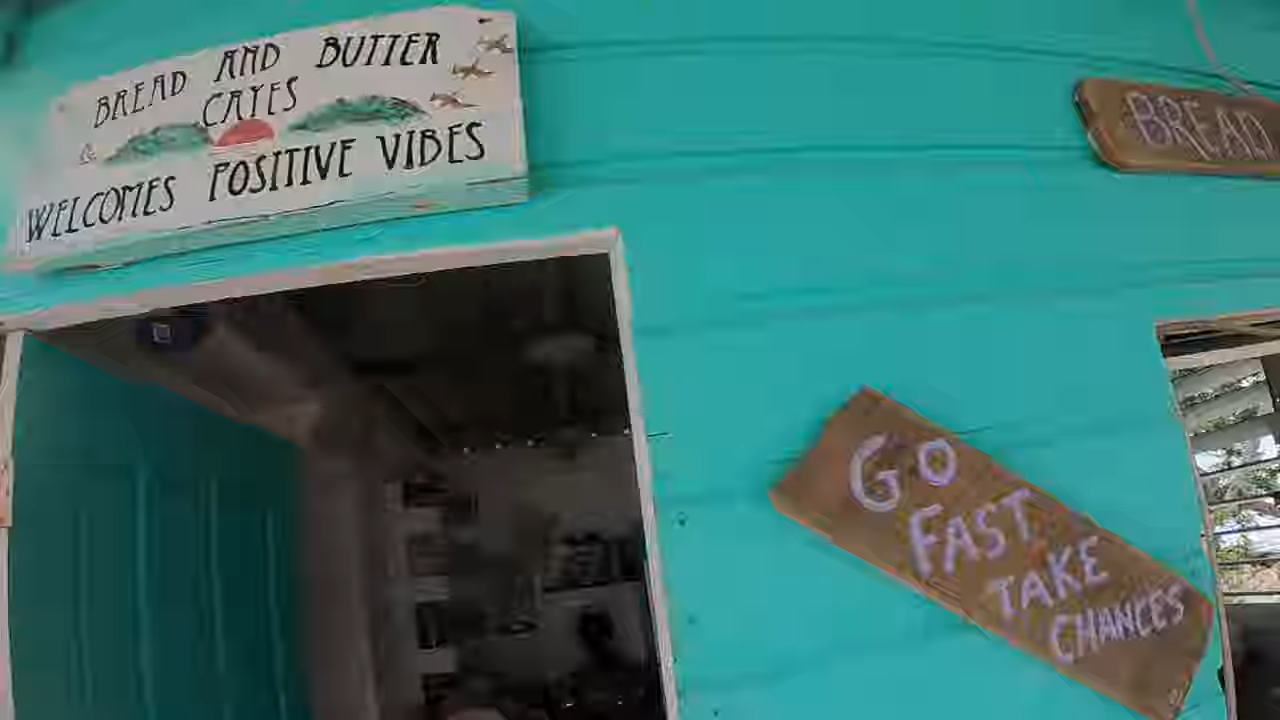 BREAD AND BUTTER
CAYES
WELCOMES POSITIVE VIBES
BREAD
GO
FAST
TAKE
CHANCES